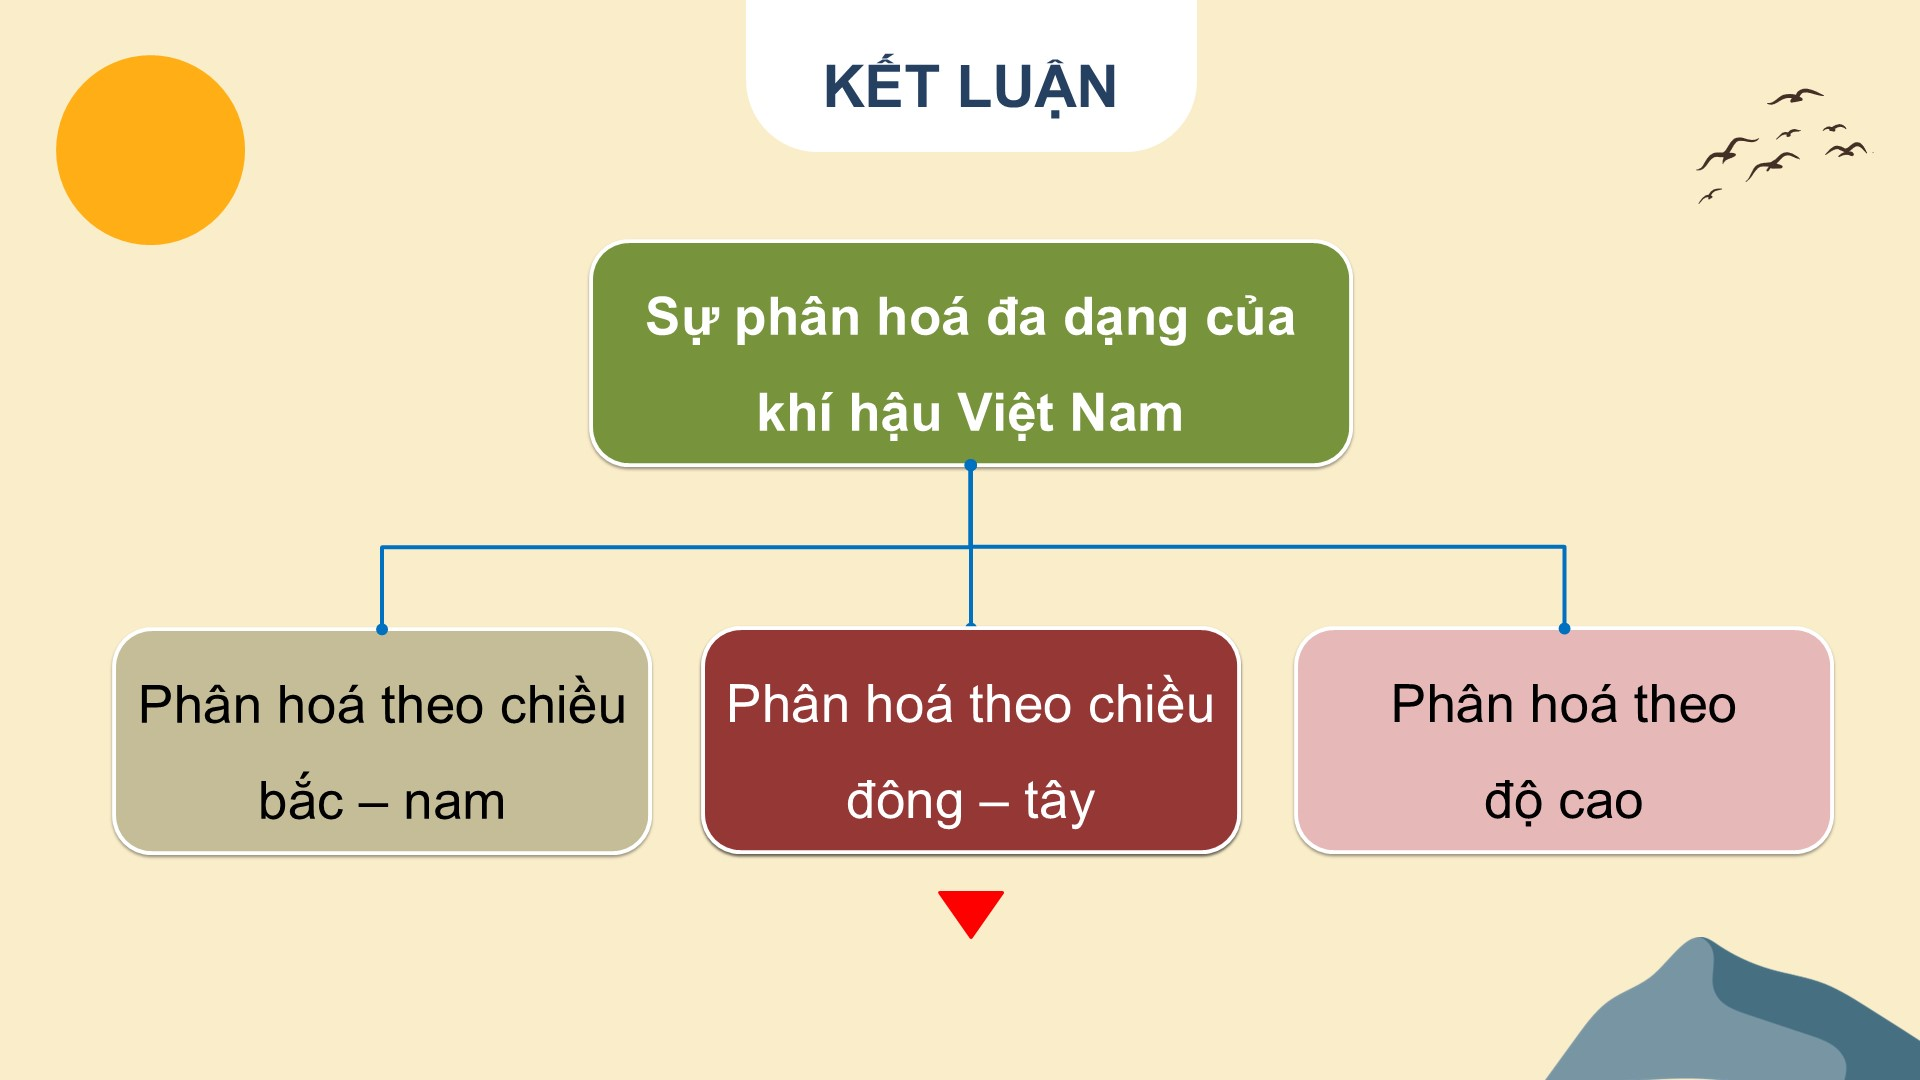 KẾT LUẬN
Sự phân hoá đa dạng của
khí hậu Việt Nam
Phân hoá theo chiều
bắc – nam
Phân hoá theo chiều
đông – tây
Phân hoá theo
độ cao